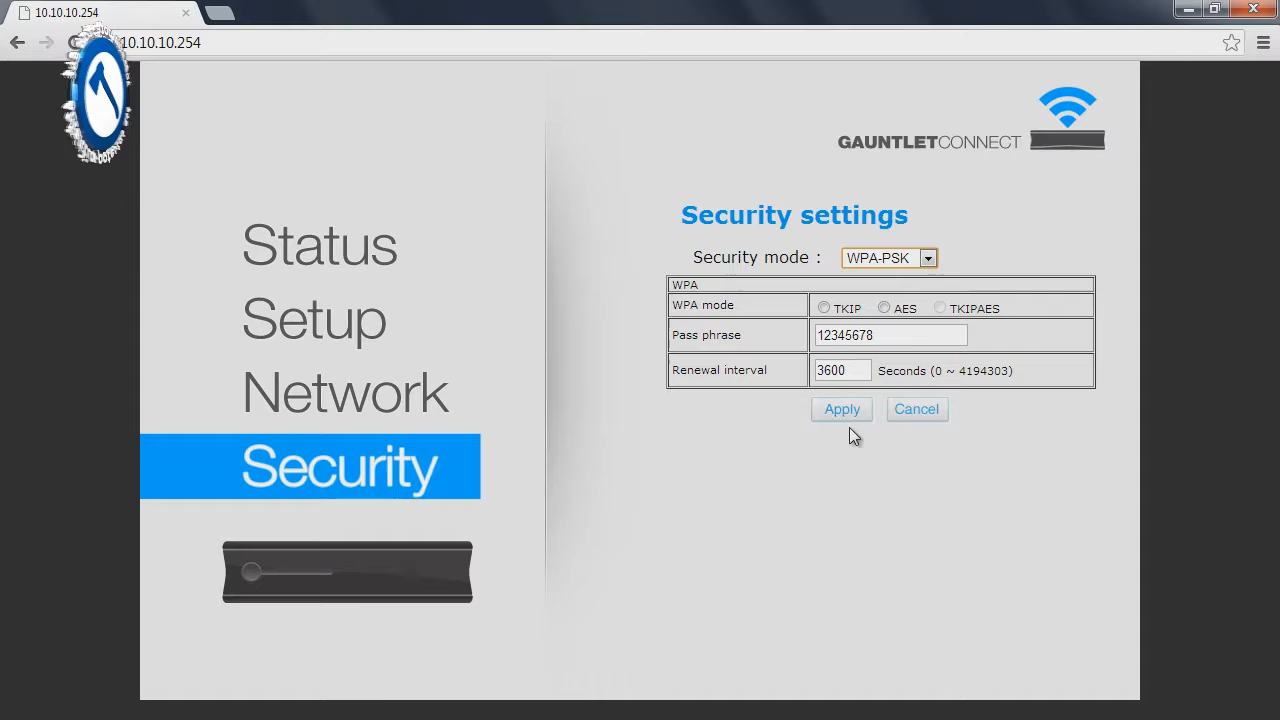 10.10.10.254
10.10.10.254
GAUNTLETCONNECT
Status
Setup
Network
Security
Security settings
Security mode : WPA-PSK
WPA
WPA mode TKIP AES TKIPAES
Pass phrase 12345678
Renewal interval 3600 Seconds (0 ~ 4194303)
Apply Cancel